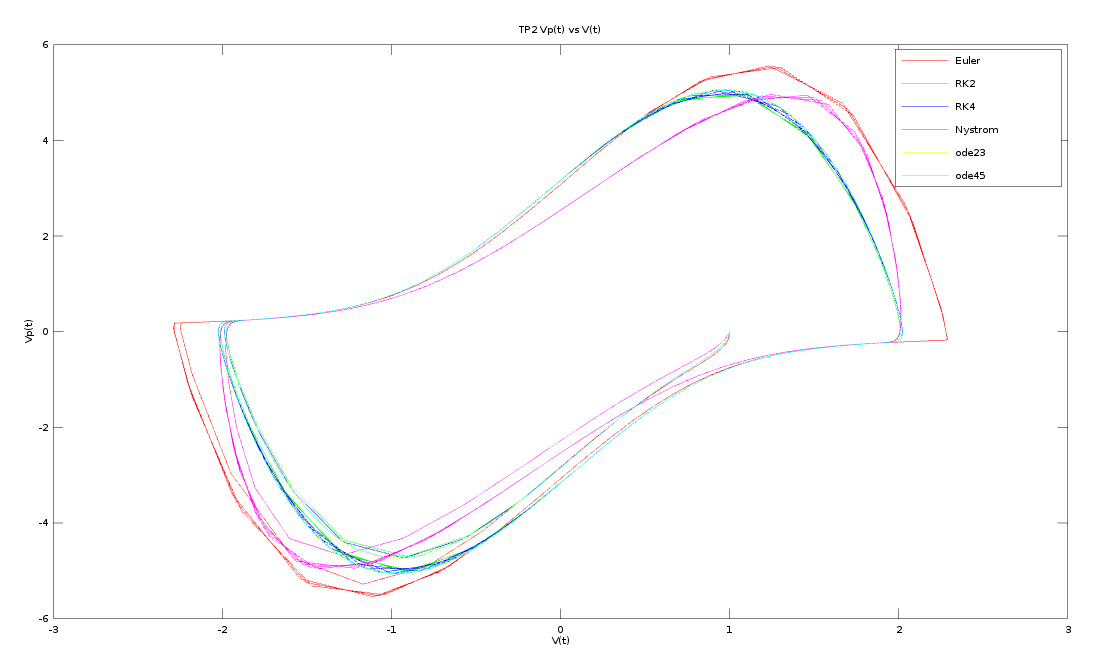 TP2 Vp(t) vs V(t)
6
4
2
0
-2
-4
-6
Vp(t)
-3
-2
-1
0
1
2
3
V(t)
Euler
RK2
RK4
Nystrom
ode23
ode45